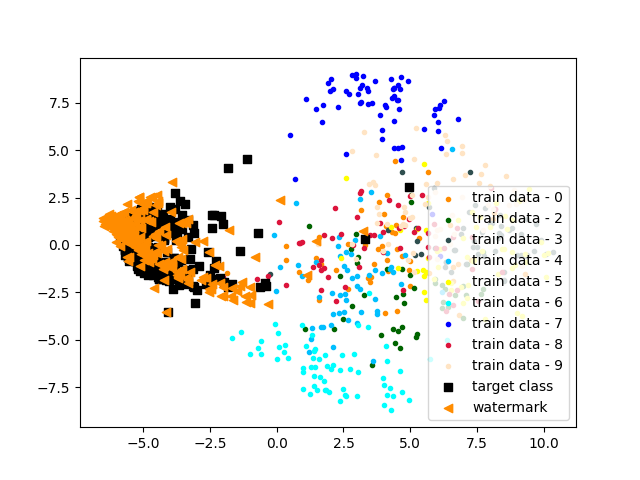 7.5
5.0
2.5
0.0
−2.5
−5.0
−7.5
−5.0
−2.5
0.0
2.5
5.0
7.5
10.0
train data - 0
train data - 2
train data - 3
train data - 4
train data - 5
train data - 6
train data - 7
train data - 8
train data - 9
target class
watermark